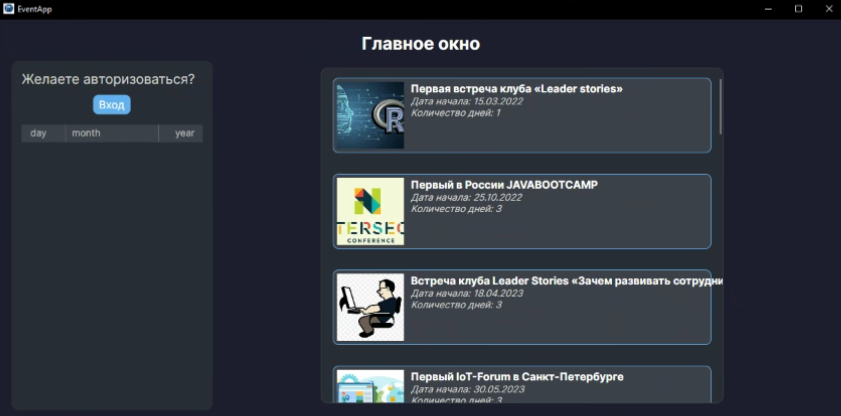 EventApp
Главное окно
Желаете авторизоваться?
Вход
day month year
Первая встреча клуба «Leader stories»
Дата начала: 15.03.2022
Количество дней: 1
R
Первый в России JAVABOOTCAMP
Дата начала: 25.10.2022
Количество дней: 3
N
TERSEC
CONFERENCE
Встреча клуба Leader Stories «Зачем развивать сотрудни
Дата начала: 18.04.2023
Количество дней: 3
Первый IoT-Forum в Санкт-Петербурге
Дата начала: 30.05.2023
Количество дней: 3